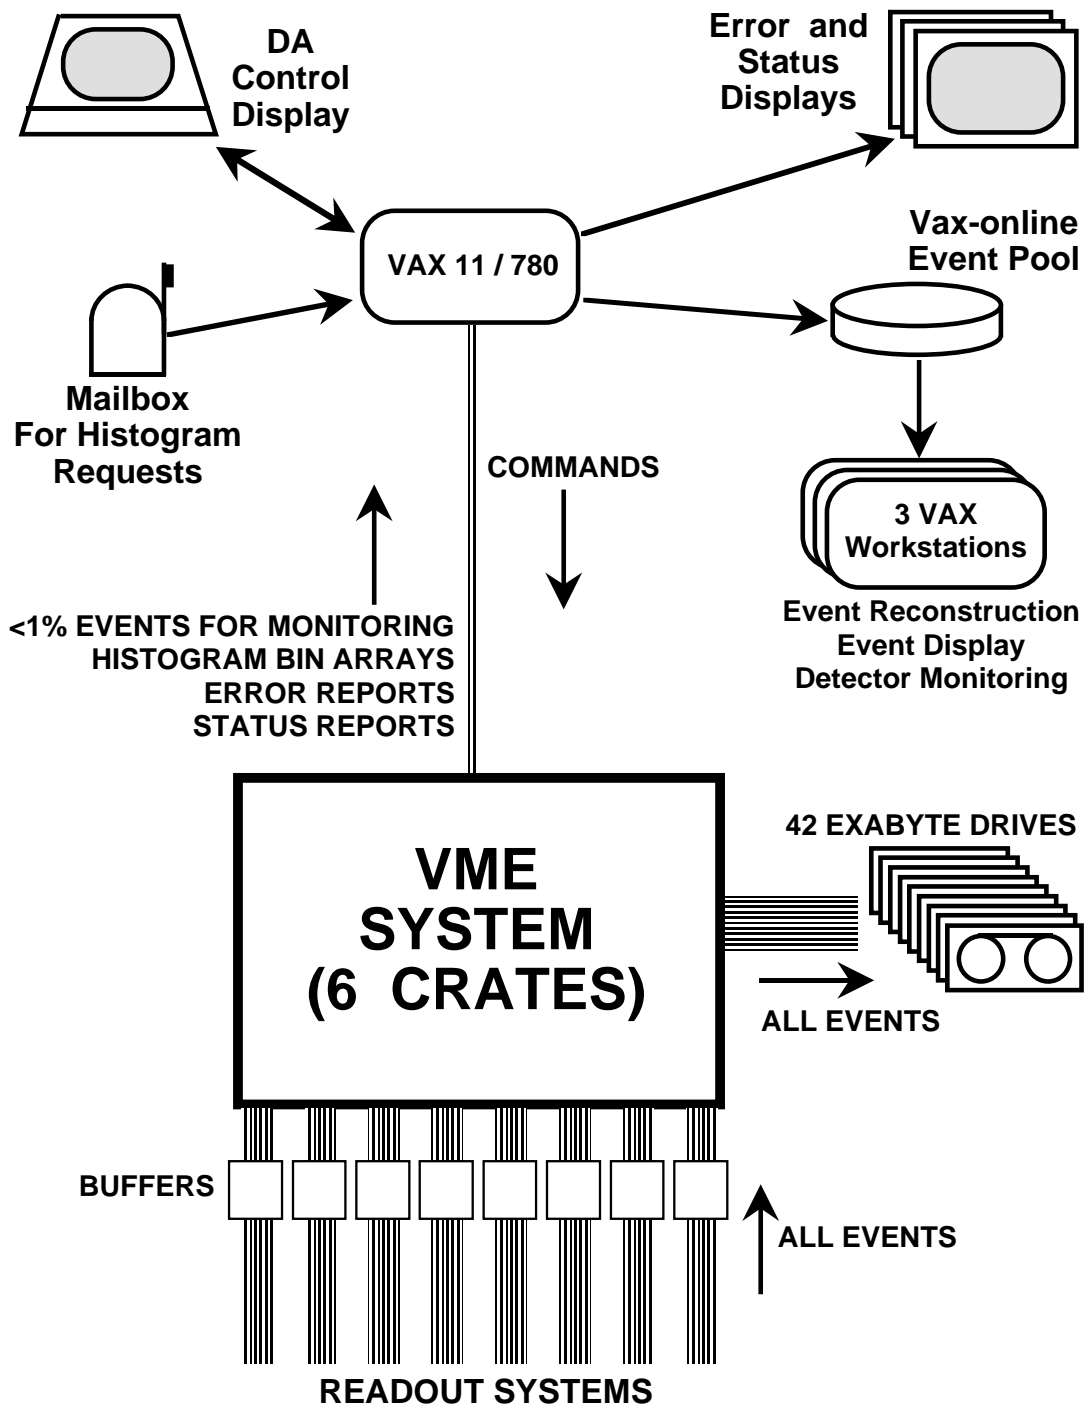 DA
Control
Display
Error and
Status
Displays
VAX 11 / 780
Vax-online
Event Pool
Mailbox
For Histogram
Requests
COMMANDS
3 VAX
Workstations
Event Reconstruction
Event Display
Detector Monitoring
<1% EVENTS FOR MONITORING
HISTOGRAM BIN ARRAYS
ERROR REPORTS
STATUS REPORTS
VME
SYSTEM
(6 CRATES)
42 EXABYTE DRIVES
ALL EVENTS
BUFFERS
ALL EVENTS
READOUT SYSTEMS